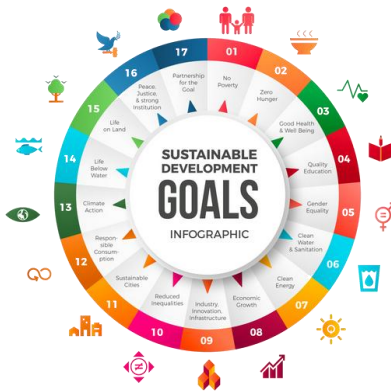 SUSTAINABLE
DEVELOPMENT
GOALS
INFOGRAPHIC
01
No
Poverty
02
Zero
Hunger
03
Good Health
& Well Being
04
Quality
Education
05
Gender
Equality
06
Clean
Water
& Sanitation
07
Clean
Energy
08
Economic
Growth
09
Industry,
Innovation,
Infrastructure
10
Reduced
Inequalities
11
Sustainable
Cities
12
Respon-
sible
Consum-
ption
13
Climate
Action
14
Life
Below
Water
15
Life
on Land
16
Peace,
Justice,
& strong
Institution
17
Partnership
for the
Goal